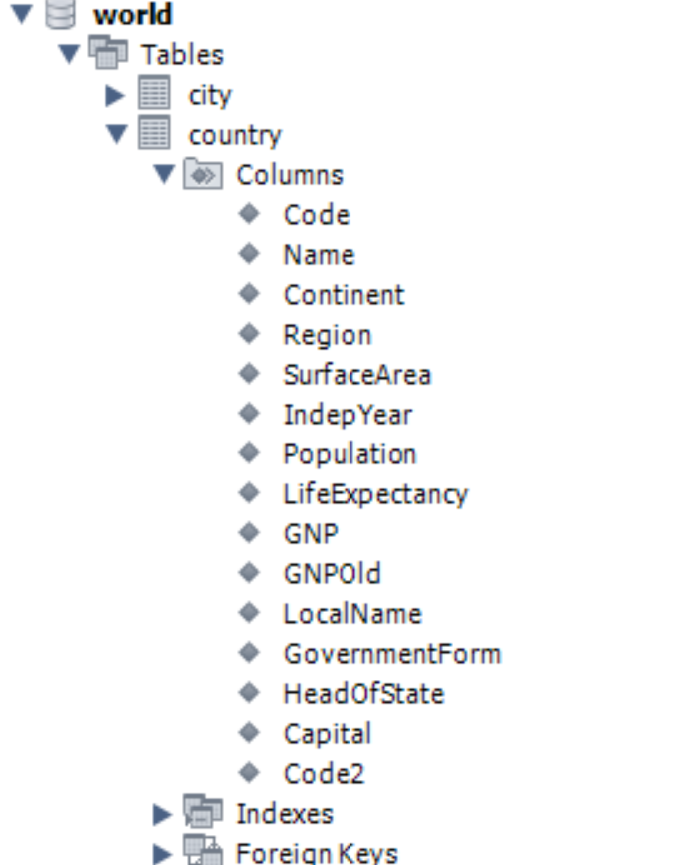 world
Tables
city
country
Columns
Code
Name
Continent
Region
SurfaceArea
IndepYear
Population
LifeExpectancy
GNP
GNPOld
LocalName
GovernmentForm
HeadOfState
Capital
Code2
Indexes
Foreign Keys